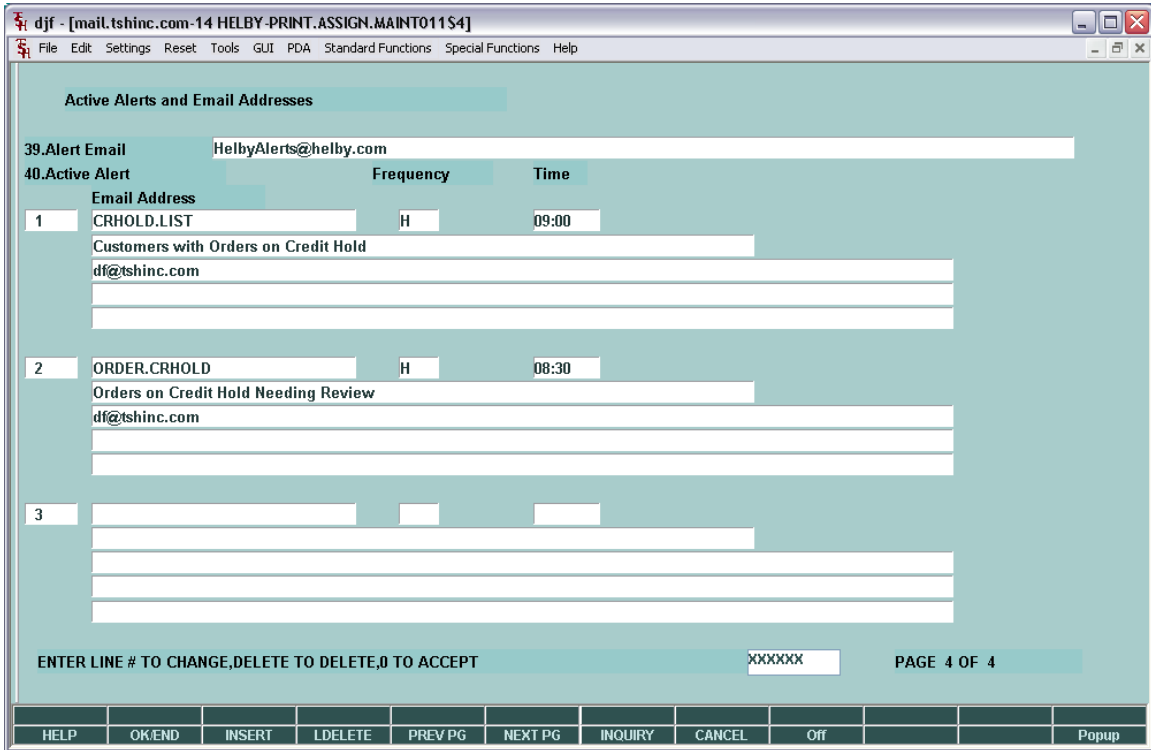 djf - [mail.tshinc.com-14 HELBY-PRINT.ASSIGN.MAINT011$4]
File Edit Settings Reset Tools GUI PDA Standard Functions Special Functions Help
Active Alerts and Email Addresses
39.Alert Email HelbyAlerts@helby.com
40.Active Alert Frequency Time
Email Address
1 CRHOLD.LIST H 09:00
Customers with Orders on Credit Hold
df@tshinc.com
2 ORDER.CRHOLD H 08:30
Orders on Credit Hold Needing Review
df@tshinc.com
3
ENTER LINE # TO CHANGE,DELETE TO DELETE,0 TO ACCEPT XXXXXX PAGE 4 OF 4
HELP OK/END INSERT LDELETE PREV PG NEXT PG INQUIRY CANCEL Off Popup